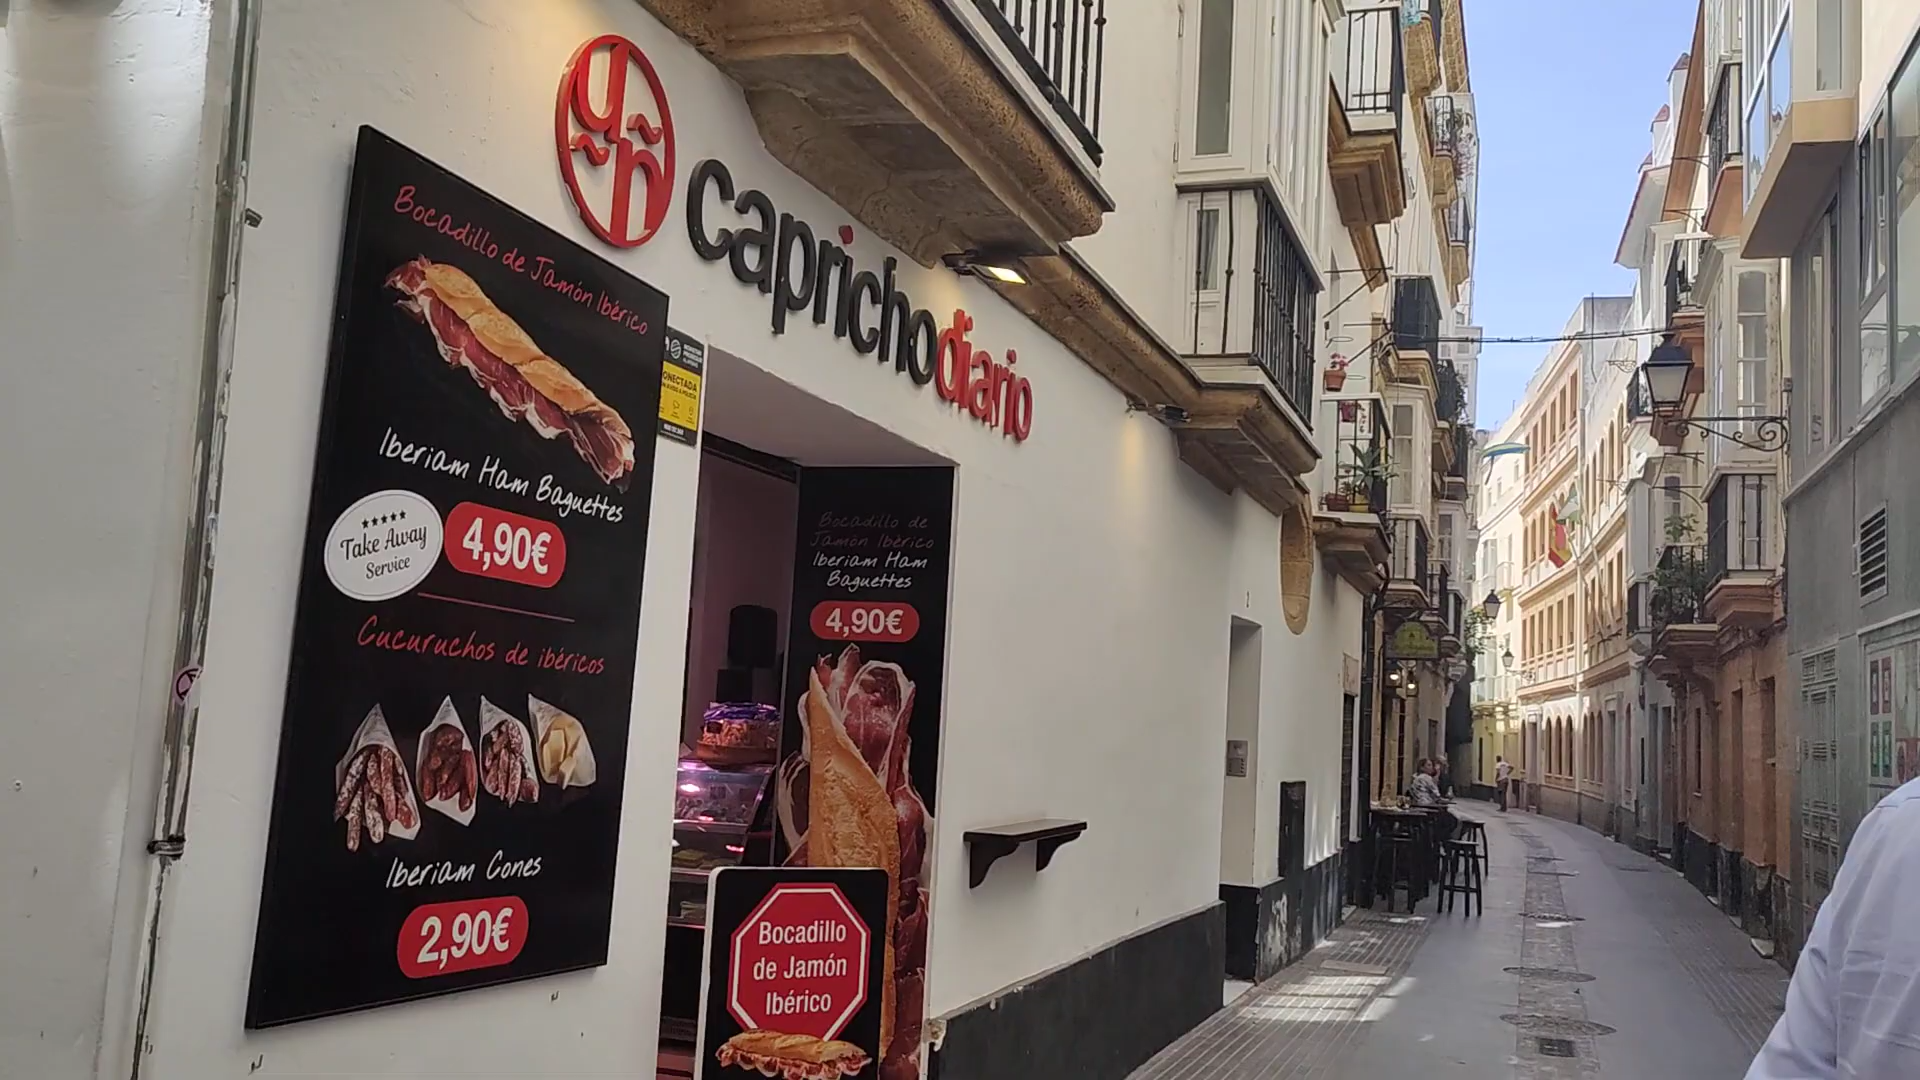 caprichodiario
Bocadillo de Jamón Ibérico
Iberiam Ham Baguettes
Take Away
Service
4,90€
Cucuruchos de ibéricos
Iberiam Cones
2,90€
CONECTADA
Bocadillo de
Jamón Ibérico
Iberiam Ham
Baguettes
4,90€
Bocadillo
de Jamón
Ibérico